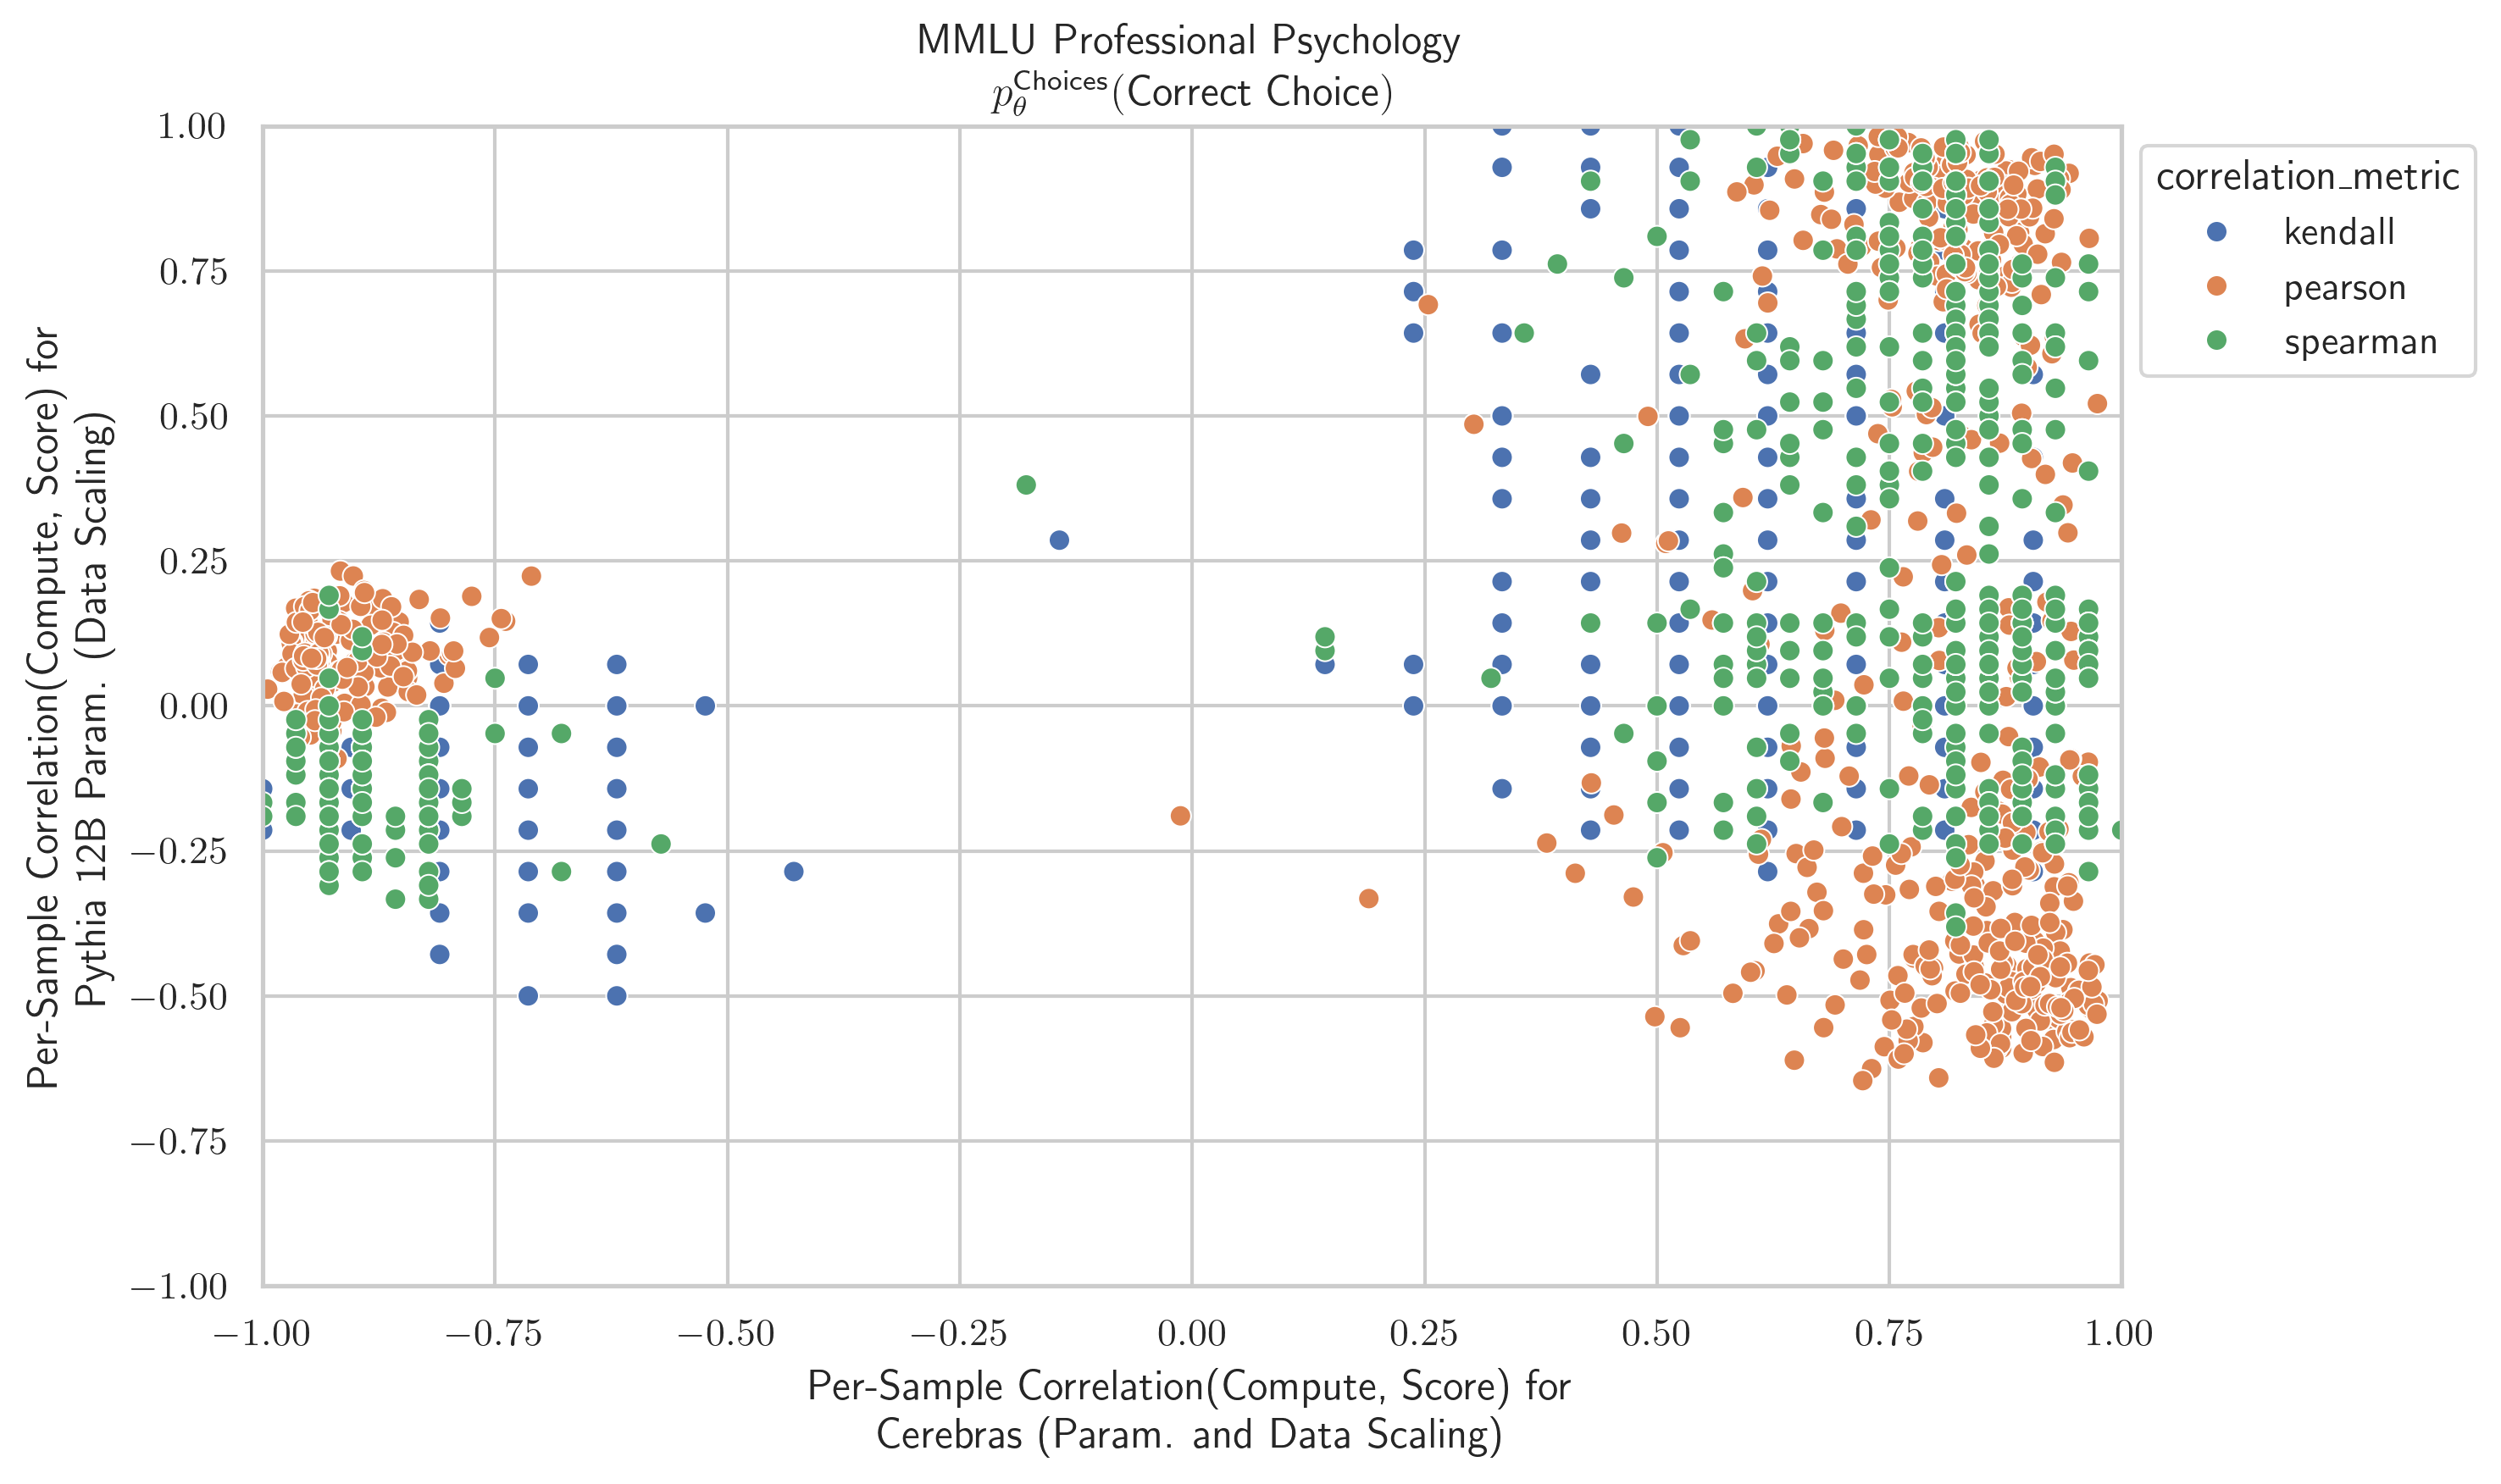 MMLU Professional Psychology
p_θ^Choices(Correct Choice)
Per-Sample Correlation(Compute, Score) for
Pythia 12B Param. (Data Scaling)
1.00
0.75
0.50
0.25
0.00
−0.25
−0.50
−0.75
−1.00
−1.00 −0.75 −0.50 −0.25 0.00 0.25 0.50 0.75 1.00
Per-Sample Correlation(Compute, Score) for
Cerebras (Param. and Data Scaling)
correlation_metric
kendall
pearson
spearman